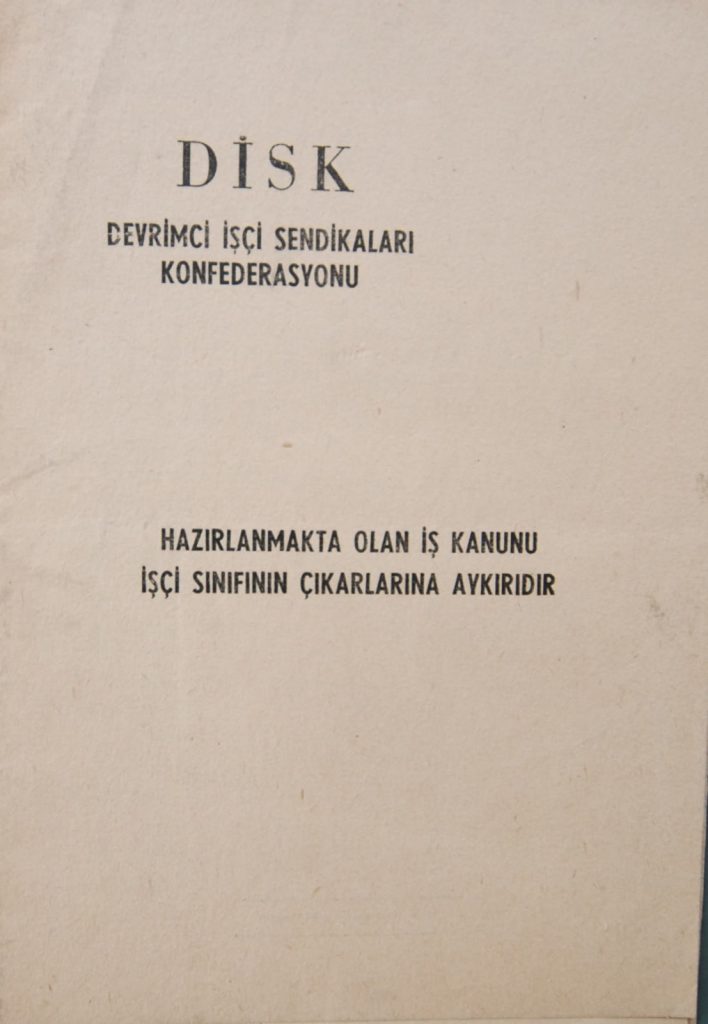 DİSK
DEVRİMCİ İŞÇİ SENDİKALARI
KONFEDERASYONU
HAZIRLANMAKTA OLAN İŞ KANUNU
İŞÇİ SINIFININ ÇIKARLARINA AYKIRIDIR